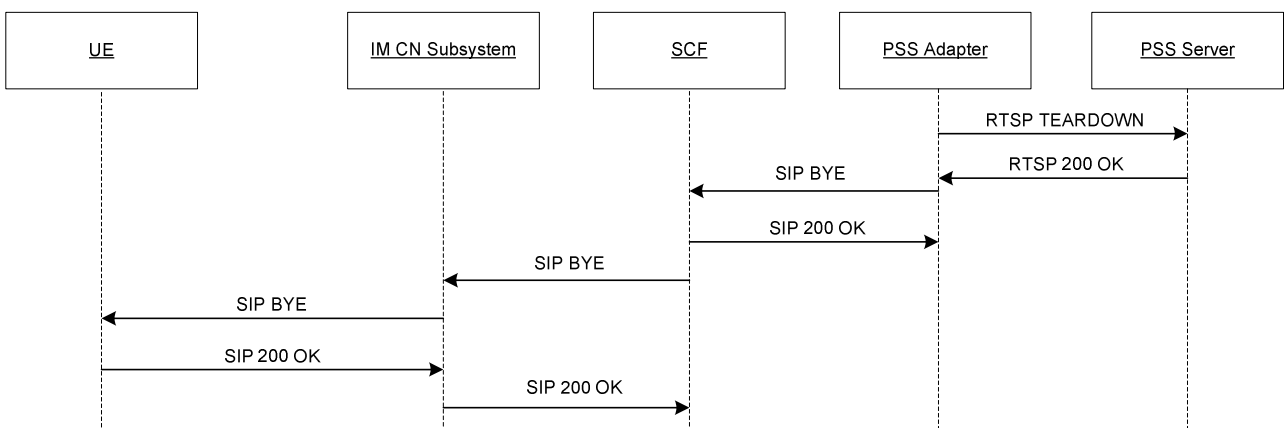 UE
IM CN Subsystem
SCF
PSS Adapter
PSS Server
RTSP TEARDOWN
RTSP 200 OK
SIP BYE
SIP 200 OK
SIP BYE
SIP BYE
SIP 200 OK
SIP 200 OK